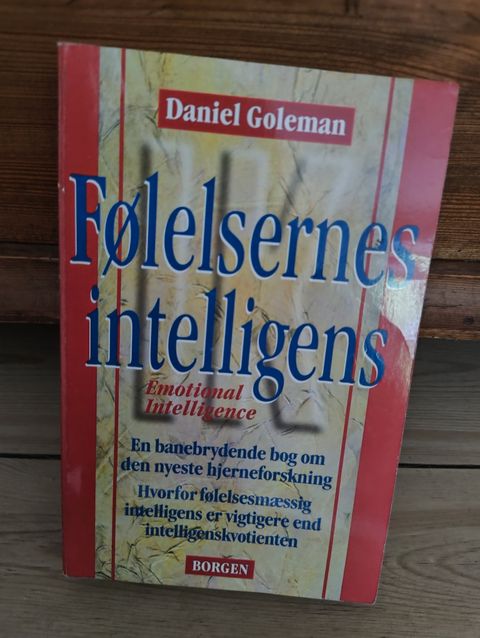 Daniel Goleman
Følelsernes
intelligens
Emotional
Intelligence
En banebrydende bog om
den nyeste hjerneforskning
Hvorfor følelsesmæssig
intelligens er vigtigere end
intelligenskvotienten
BORGEN